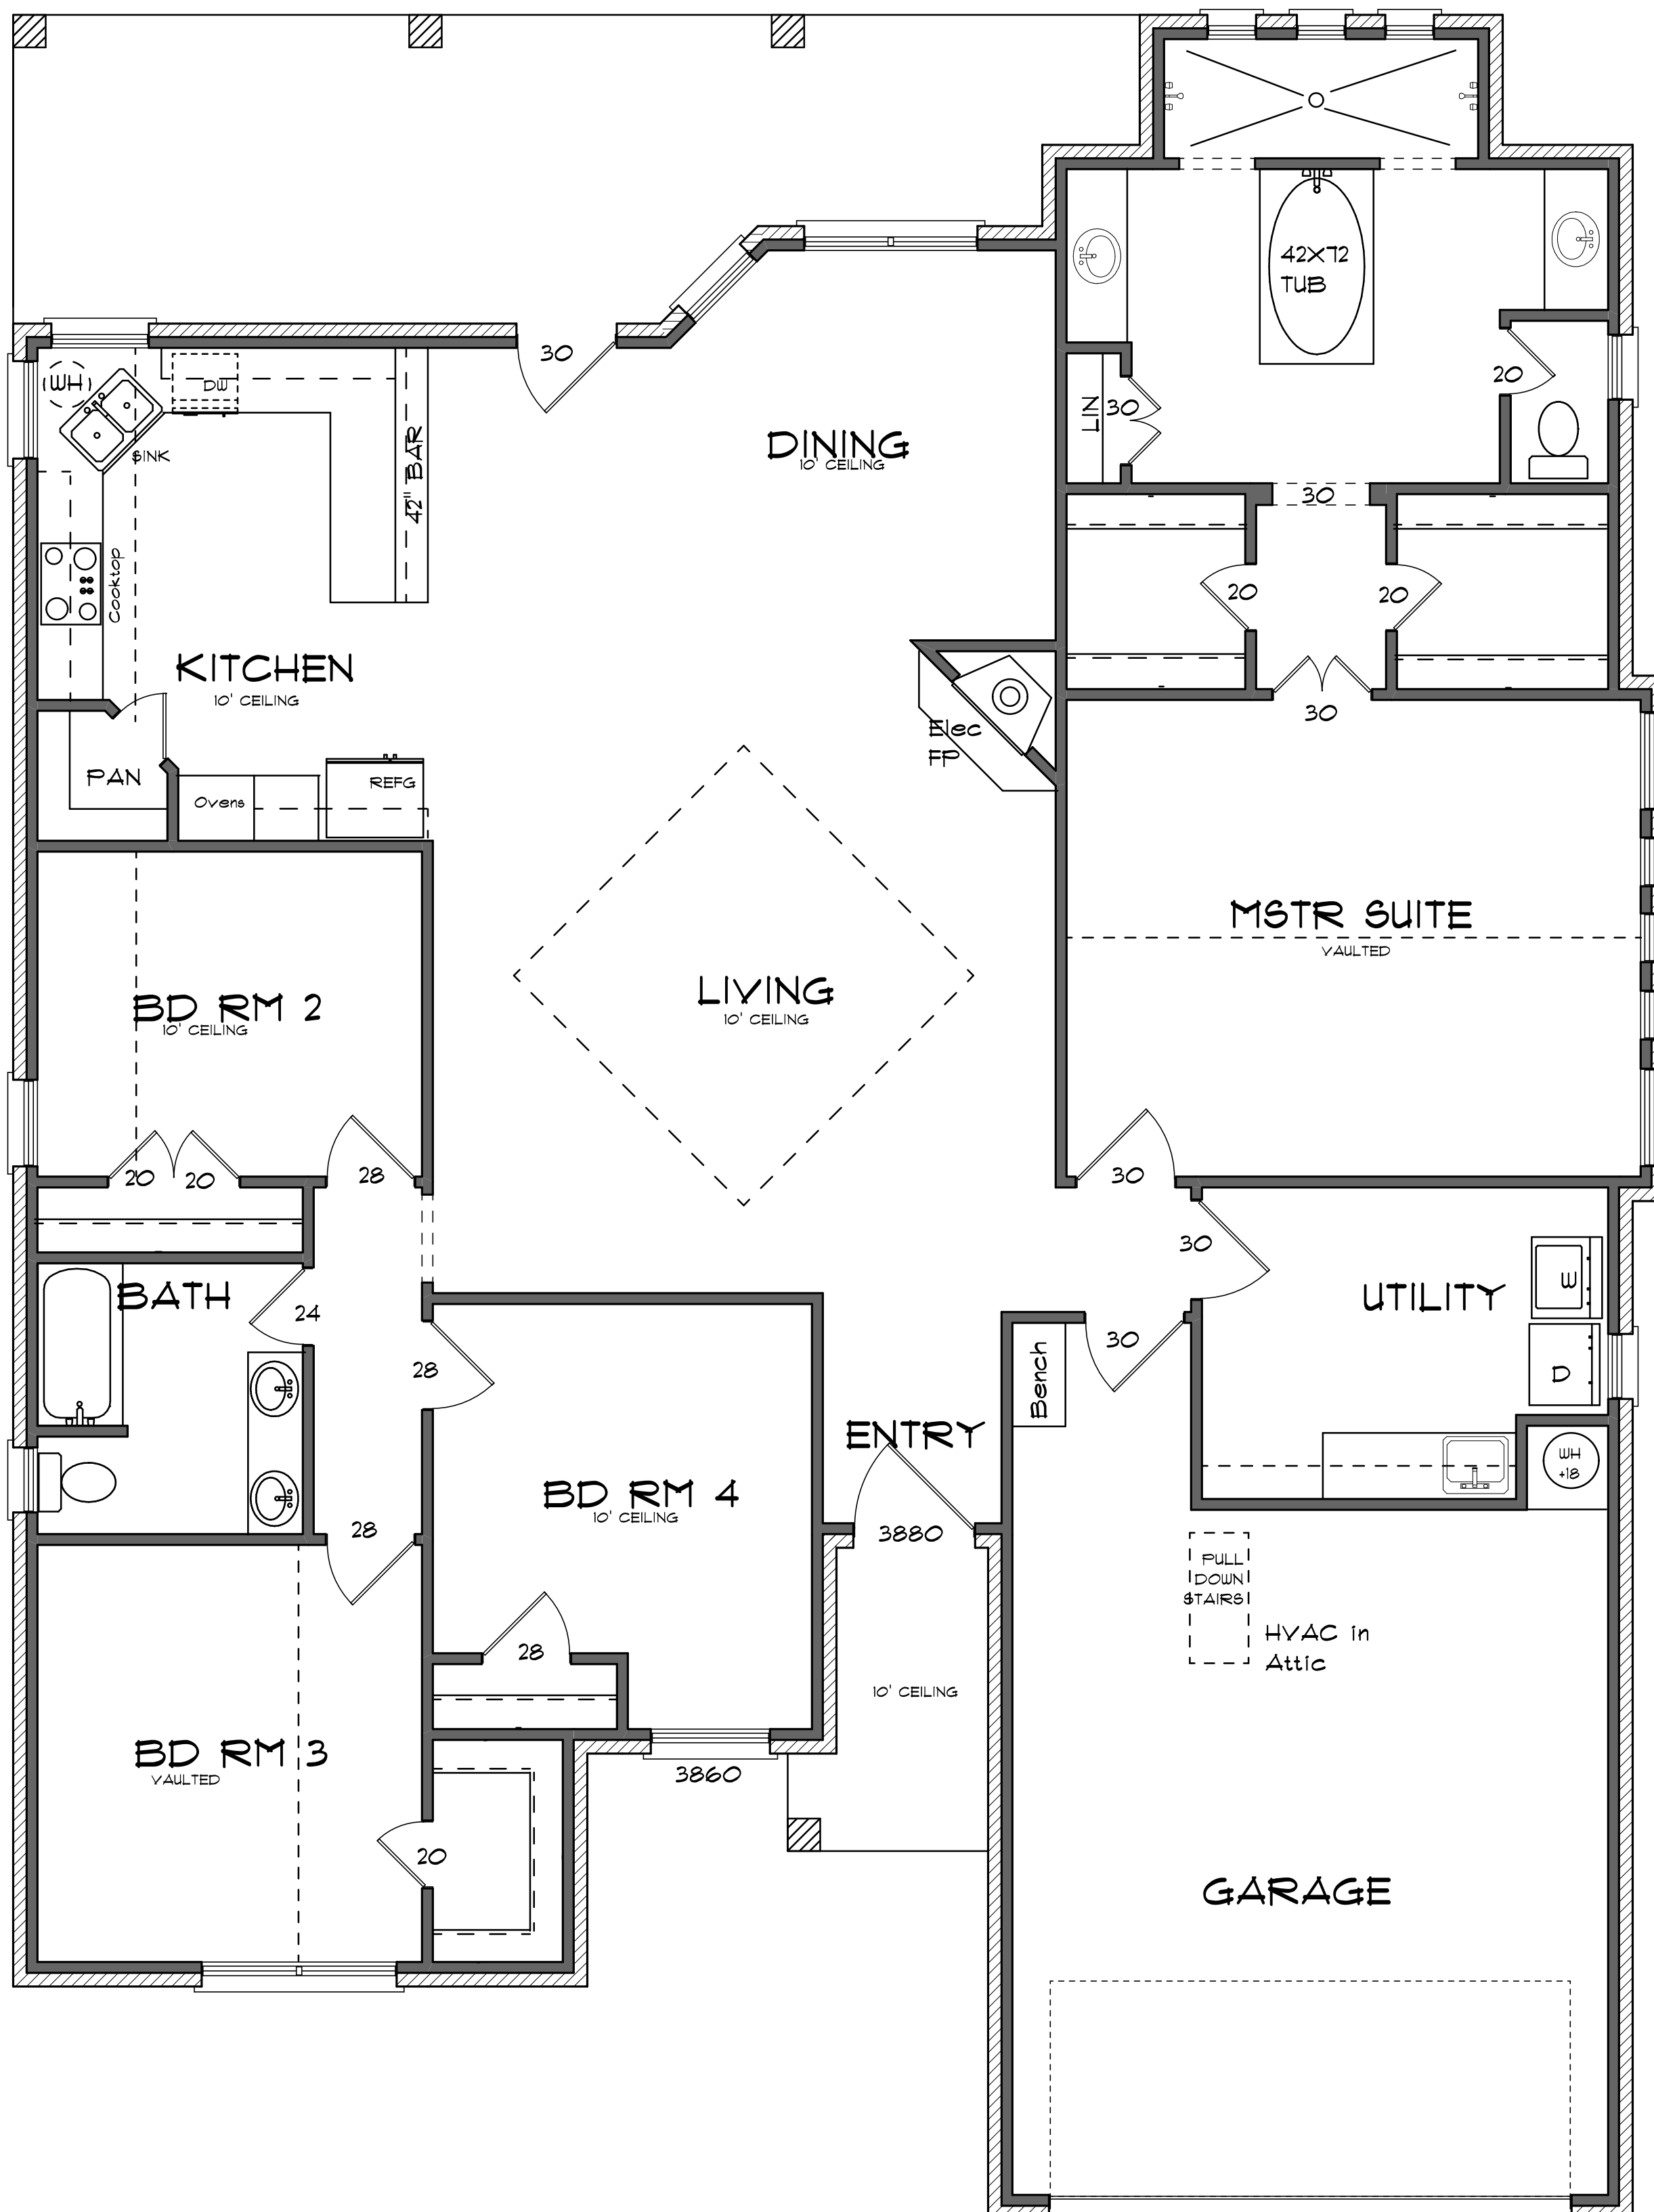 42X72
TUB
30
WH
DW
20
LIN
30
42" BAR
DINING
10' CEILING
SINK
30
Cooktop
20
20
KITCHEN
10' CEILING
30
Elec
FP
PAN
Ovens
REFG
MSTR SUITE
VAULTED
LIVING
10' CEILING
BD RM 2
10' CEILING
20
20
28
30
30
BATH
24
UTILITY
W
30
28
Bench
D
ENTRY
WH
+18
BD RM 4
10' CEILING
28
3880
PULL
DOWN
STAIRS
HVAC in
Attic
28
10' CEILING
BD RM 3
VAULTED
3860
20
GARAGE